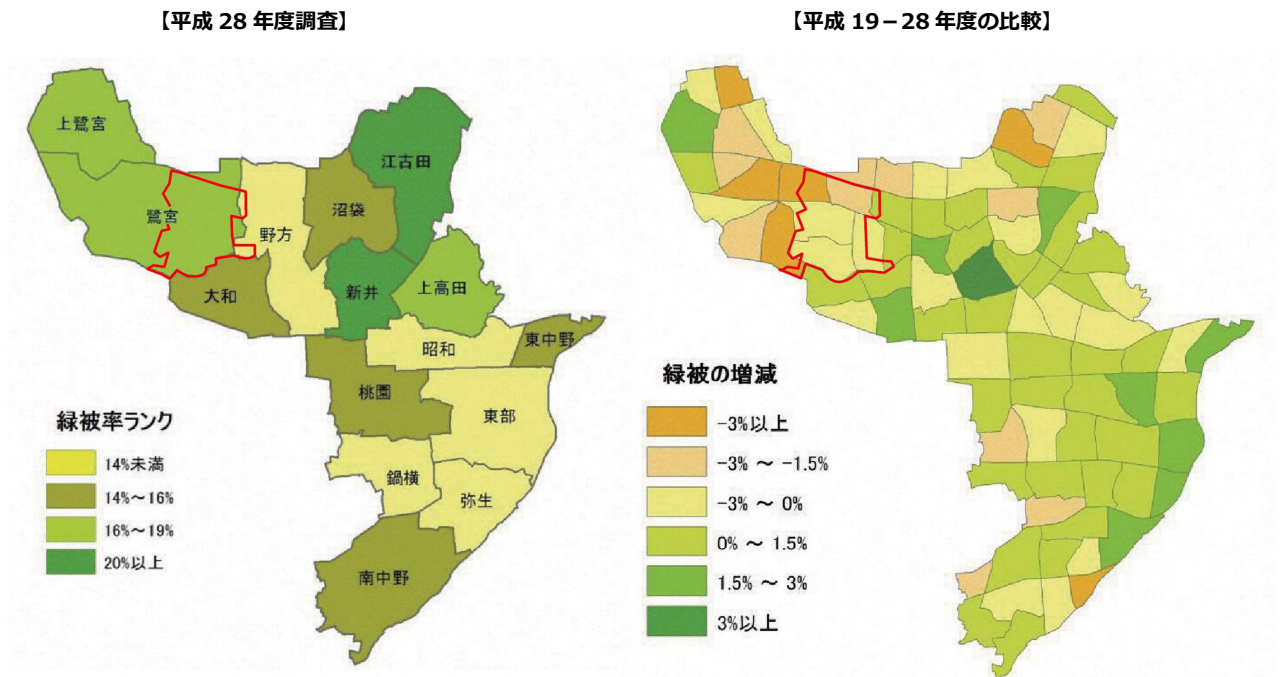 【平成 28 年度調査】
【平成 19－28 年度の比較】
上鷺宮
江古田
鷺宮
沼袋
野方
大和
新井
上高田
昭和
東中野
桃園
東部
鍋横
弥生
南中野
緑被率ランク
14%未満
14%～16%
16%～19%
20%以上
緑被の増減
-3%以上
-3% ～ -1.5%
-3% ～ 0%
0% ～ 1.5%
1.5% ～ 3%
3%以上